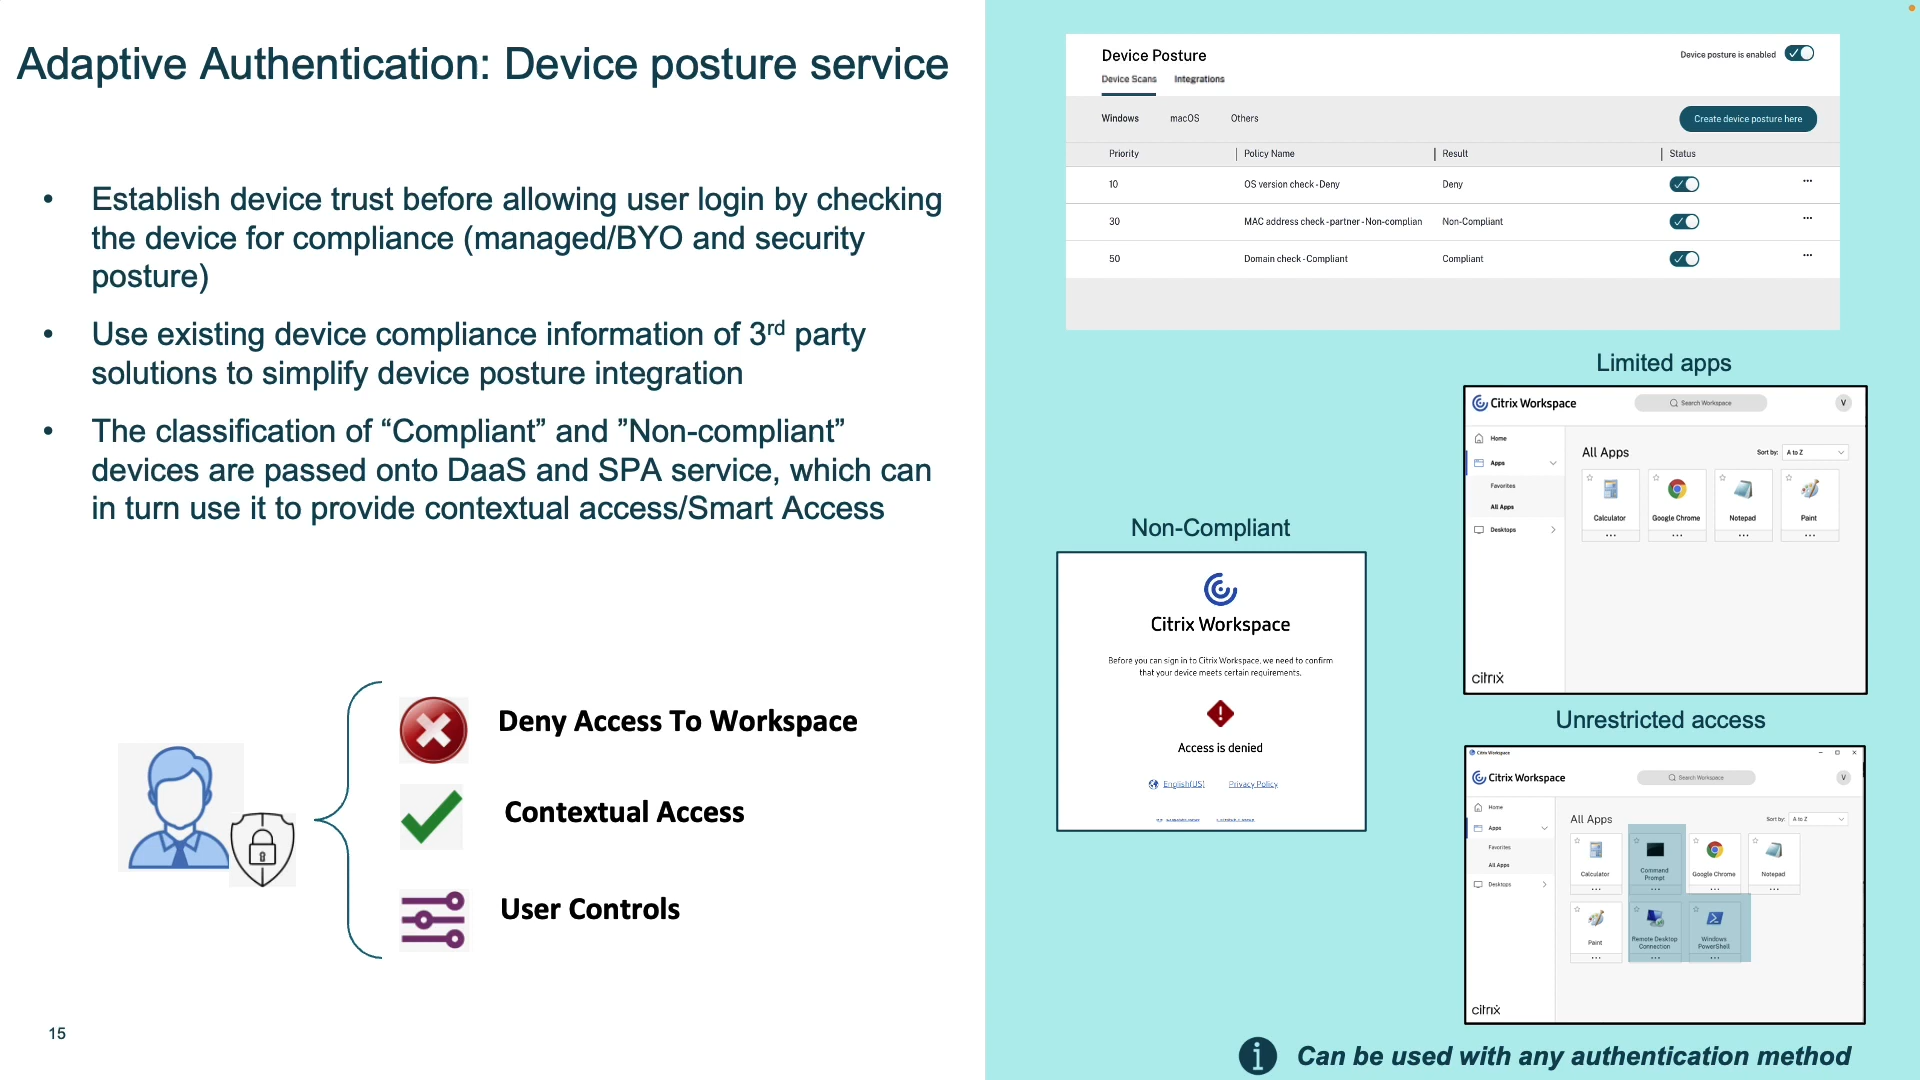 Adaptive Authentication: Device posture service
• Establish device trust before allowing user login by checking
the device for compliance (managed/BYO and security
posture)
• Use existing device compliance information of 3rd party
solutions to simplify device posture integration
• The classification of “Compliant” and ”Non-compliant”
devices are passed onto DaaS and SPA service, which can
in turn use it to provide contextual access/Smart Access
Deny Access To Workspace
Contextual Access
User Controls
15
Device Posture
Device posture is enabled
Device Scans Integrations
Windows macOS Others
Create device posture here
Priority Policy Name Result Status
10 OS version check - Deny Deny
30 MAC address check - partner - Non-complian Non-Compliant
50 Domain check - Compliant Compliant
Non-Compliant
Citrix Workspace
Before you can sign in to Citrix Workspace, we need to confirm
that your device meets certain requirements.
Access is denied
English(US) Privacy Policy
Limited apps
Citrix Workspace Search Workspace V
Home
Apps
Favorites
All Apps
Desktops
All Apps Sort by: A to Z
Calculator Google Chrome Notepad Paint
citrix
Unrestricted access
Citrix Workspace
Citrix Workspace Search Workspace V
Home
Apps
Favorites
All Apps
Desktops
All Apps Sort by: A to Z
Calculator Command Prompt Google Chrome Notepad
Paint Remote Desktop Connection Windows PowerShell
citrix
Can be used with any authentication method